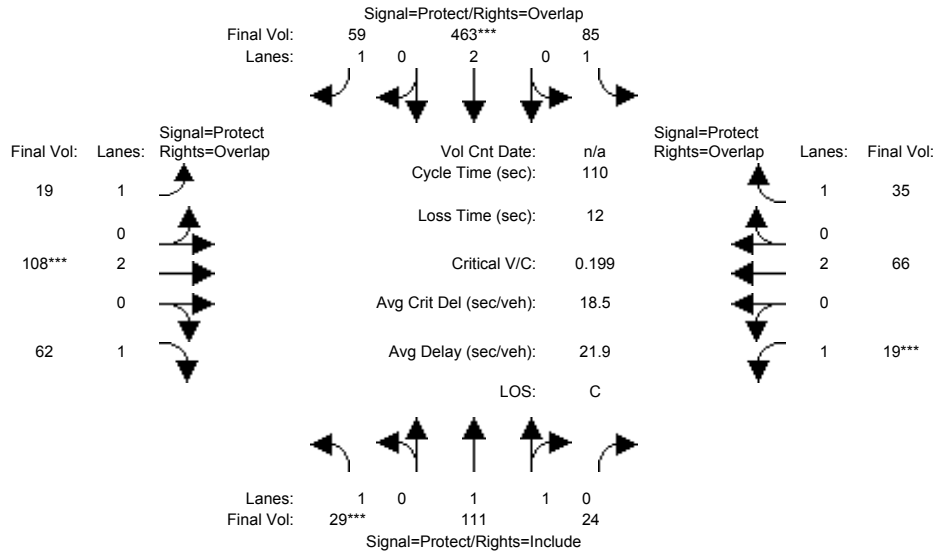 Signal=Protect/Rights=Overlap
Final Vol: 59 463*** 85
Lanes: 1 0 2 0 1
Signal=Protect Signal=Protect
Final Vol: Lanes: Rights=Overlap Vol Cnt Date: n/a Rights=Overlap Lanes: Final Vol:
Cycle Time (sec): 110
19 1 1 35
Loss Time (sec): 12
0 0
108*** 2 Critical V/C: 0.199 2 66
0 Avg Crit Del (sec/veh): 18.5 0
62 1 Avg Delay (sec/veh): 21.9 1 19***
LOS: C
Lanes: 1 0 1 1 0
Final Vol: 29*** 111 24
Signal=Protect/Rights=Include